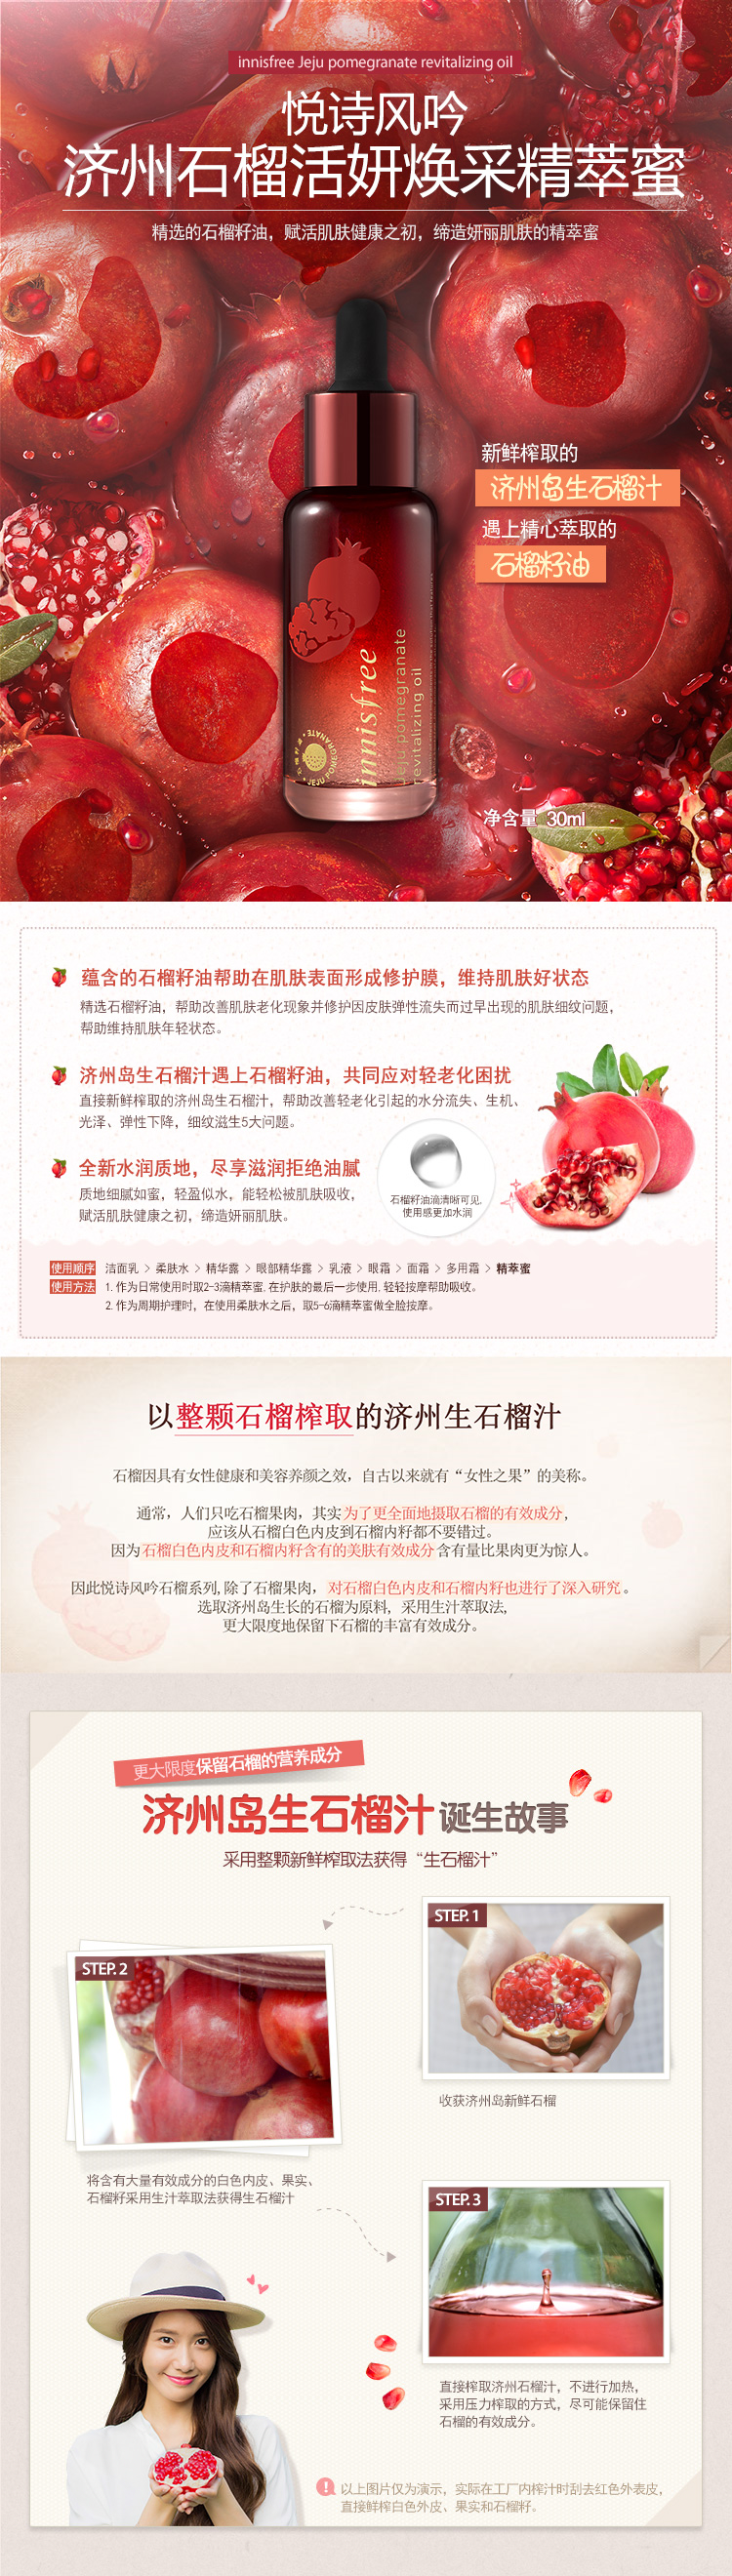 innisfree Jeju pomegranate revitalizing oil
悦诗风吟
济州石榴活妍焕采精萃蜜
精选的石榴籽油，赋活肌肤健康之初，缔造妍丽肌肤的精萃蜜
新鲜榨取的
济州岛生石榴汁
遇上精心萃取的
石榴籽油
innisfree
jeju pomegranate
revitalizing oil
JEJU POMEGRANATE
净含量 30ml
蕴含的石榴籽油帮助在肌肤表面形成修护膜，维持肌肤好状态
精选石榴籽油，帮助改善肌肤老化现象并修护因皮肤弹性流失而过早出现的肌肤细纹问题，
帮助维持肌肤年轻状态。
济州岛生石榴汁遇上石榴籽油，共同应对轻老化困扰
直接新鲜榨取的济州岛生石榴汁，帮助改善轻老化引起的水分流失、生机、
光泽、弹性下降，细纹滋生5大问题。
全新水润质地，尽享滋润拒绝油腻
质地细腻如蜜，轻盈似水，能轻松被肌肤吸收，
赋活肌肤健康之初，缔造妍丽肌肤。
石榴籽油滴清晰可见,
使用感更加水润
使用顺序 洁面乳 > 柔肤水 > 精华露 > 眼部精华露 > 乳液 > 眼霜 > 面霜 > 多用霜 > 精萃蜜
使用方法 1. 作为日常使用时取2-3滴精萃蜜, 在护肤的最后一步使用, 轻轻按摩帮助吸收。
2. 作为周期护理时，在使用柔肤水之后，取5-6滴精萃蜜做全脸按摩。
以整颗石榴榨取的济州生石榴汁
石榴因具有女性健康和美容养颜之效，自古以来就有“女性之果”的美称。
通常，人们只吃石榴果肉，其实为了更全面地摄取石榴的有效成分,
应该从石榴白色内皮到石榴内籽都不要错过。
因为石榴白色内皮和石榴内籽含有的美肤有效成分含有量比果肉更为惊人。
因此悦诗风吟石榴系列, 除了石榴果肉，对石榴白色内皮和石榴内籽也进行了深入研究。
选取济州岛生长的石榴为原料，采用生汁萃取法,
更大限度地保留下石榴的丰富有效成分。
更大限度保留石榴的营养成分
济州岛生石榴汁 诞生故事
采用整颗新鲜榨取法获得“生石榴汁”
STEP. 1
收获济州岛新鲜石榴
STEP. 2
将含有大量有效成分的白色内皮、果实、
石榴籽采用生汁萃取法获得生石榴汁
STEP. 3
直接榨取济州石榴汁，不进行加热，
采用压力榨取的方式，尽可能保留住
石榴的有效成分。
以上图片仅为演示，实际在工厂内榨汁时刮去红色外表皮，
直接鲜榨白色外皮、果实和石榴籽。